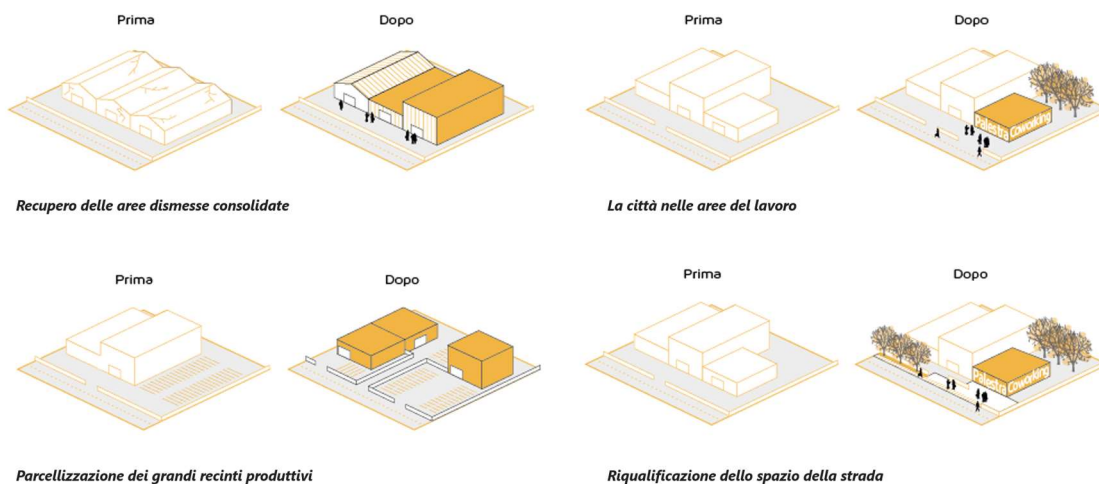 Prima
Dopo
Prima
Dopo
Palestra Coworking
Recupero delle aree dismesse consolidate
La città nelle aree del lavoro
Prima
Dopo
Prima
Dopo
Palestra Coworking
Parcellizzazione dei grandi recinti produttivi
Riqualificazione dello spazio della strada